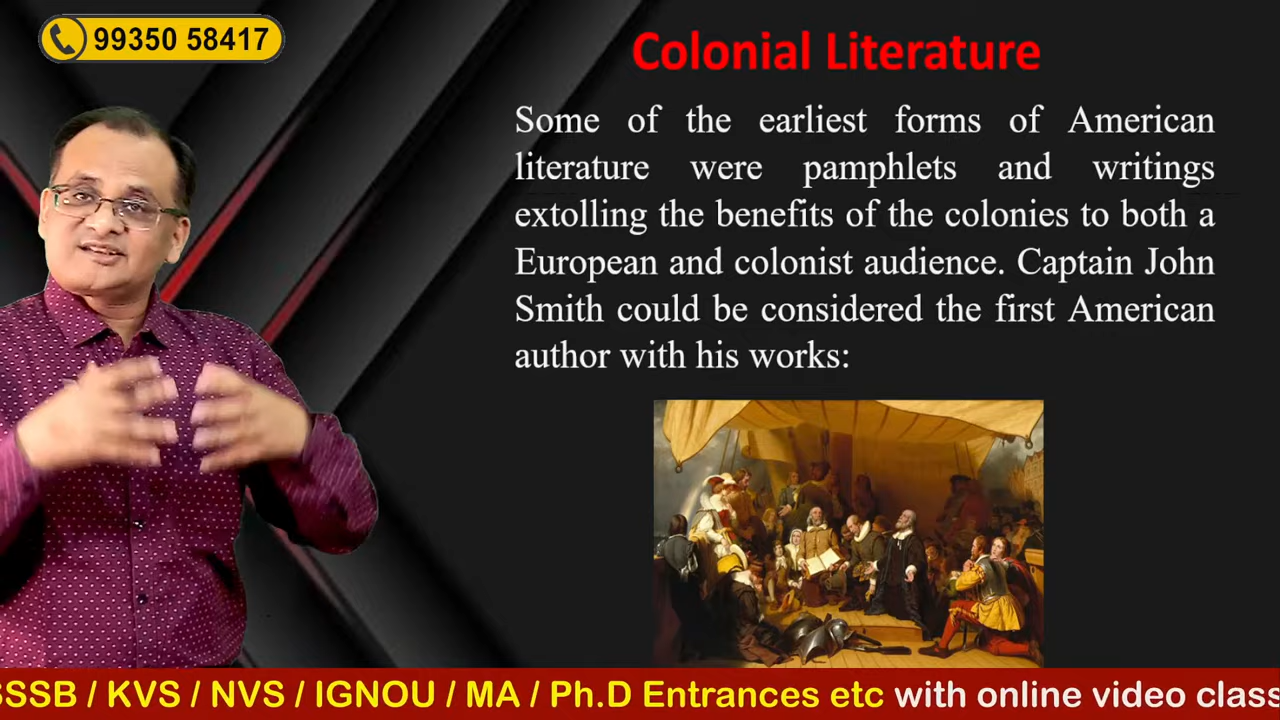 99350 58417
Colonial Literature
Some of the earliest forms of American
literature were pamphlets and writings
extolling the benefits of the colonies to both a
European and colonist audience. Captain John
Smith could be considered the first American
author with his works:
SSSB / KVS / NVS / IGNOU / MA / Ph.D Entrances etc with online video class